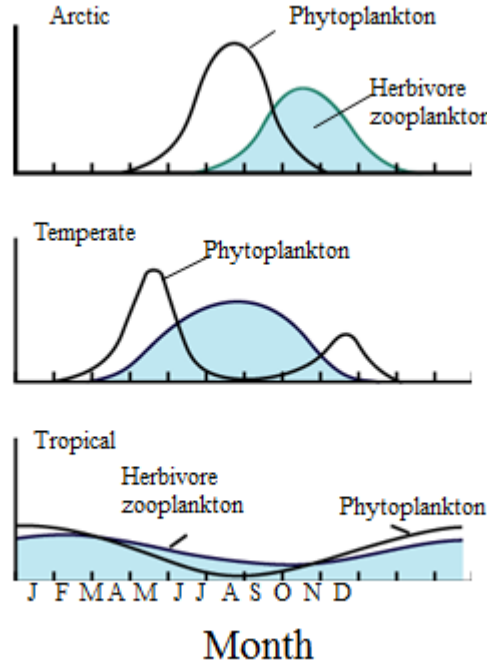 Arctic
Phytoplankton
Herbivore
zooplankton
Temperate
Phytoplankton
Tropical
Herbivore
zooplankton
Phytoplankton
J F M A M J J A S O N D
Month